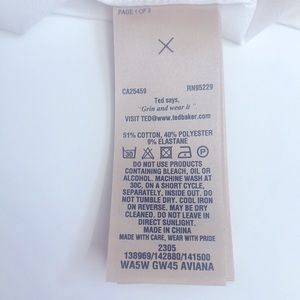 PAGE 1 OF 3
CA25459 RN95229
Ted says,
"Grin and wear it"
VISIT TED@www.tedbaker.com
51% COTTON, 40% POLYESTER
9% ELASTANE
30
DO NOT USE PRODUCTS
CONTAINING BLEACH, OIL OR
ALCOHOL. MACHINE WASH AT
30C, ON A SHORT CYCLE,
SEPARATELY, INSIDE OUT. DO
NOT TUMBLE DRY. COOL IRON
ON REVERSE. MAY BE DRY
CLEANED. DO NOT LEAVE IN
DIRECT SUNLIGHT.
MADE IN CHINA
MADE WITH CARE, WEAR WITH PRIDE
2305
138969/142880/141500
WA5W GW45 AVIANA